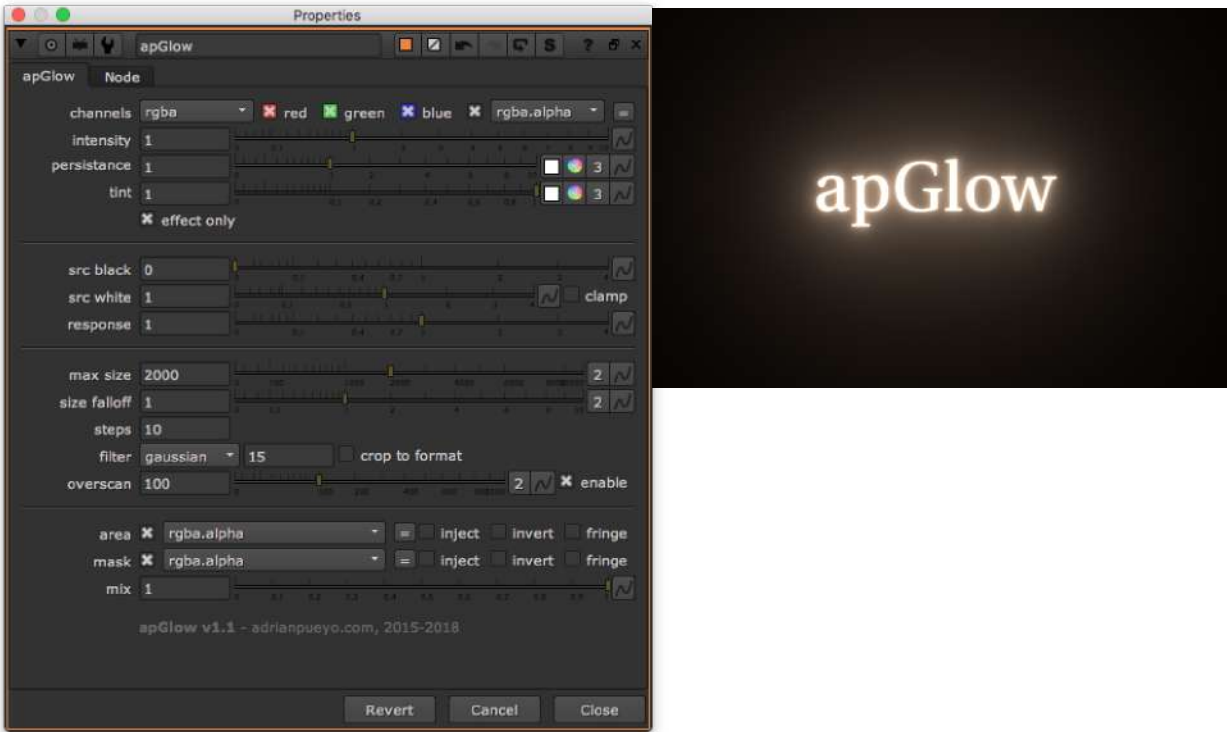 Properties
apGlow
S ?
apGlow Node
channels rgba red green blue rgba.alpha =
intensity 1
persistance 1 3
tint 1 3
effect only
src black 0
src white 1 clamp
response 1
max size 2000 2
size falloff 1 2
steps 10
filter gaussian 15 crop to format
overscan 100 2 enable
area rgba.alpha = inject invert fringe
mask rgba.alpha = inject invert fringe
mix 1
apGlow v1.1 - adrianpueyo.com, 2015-2018
Revert Cancel Close
apGlow